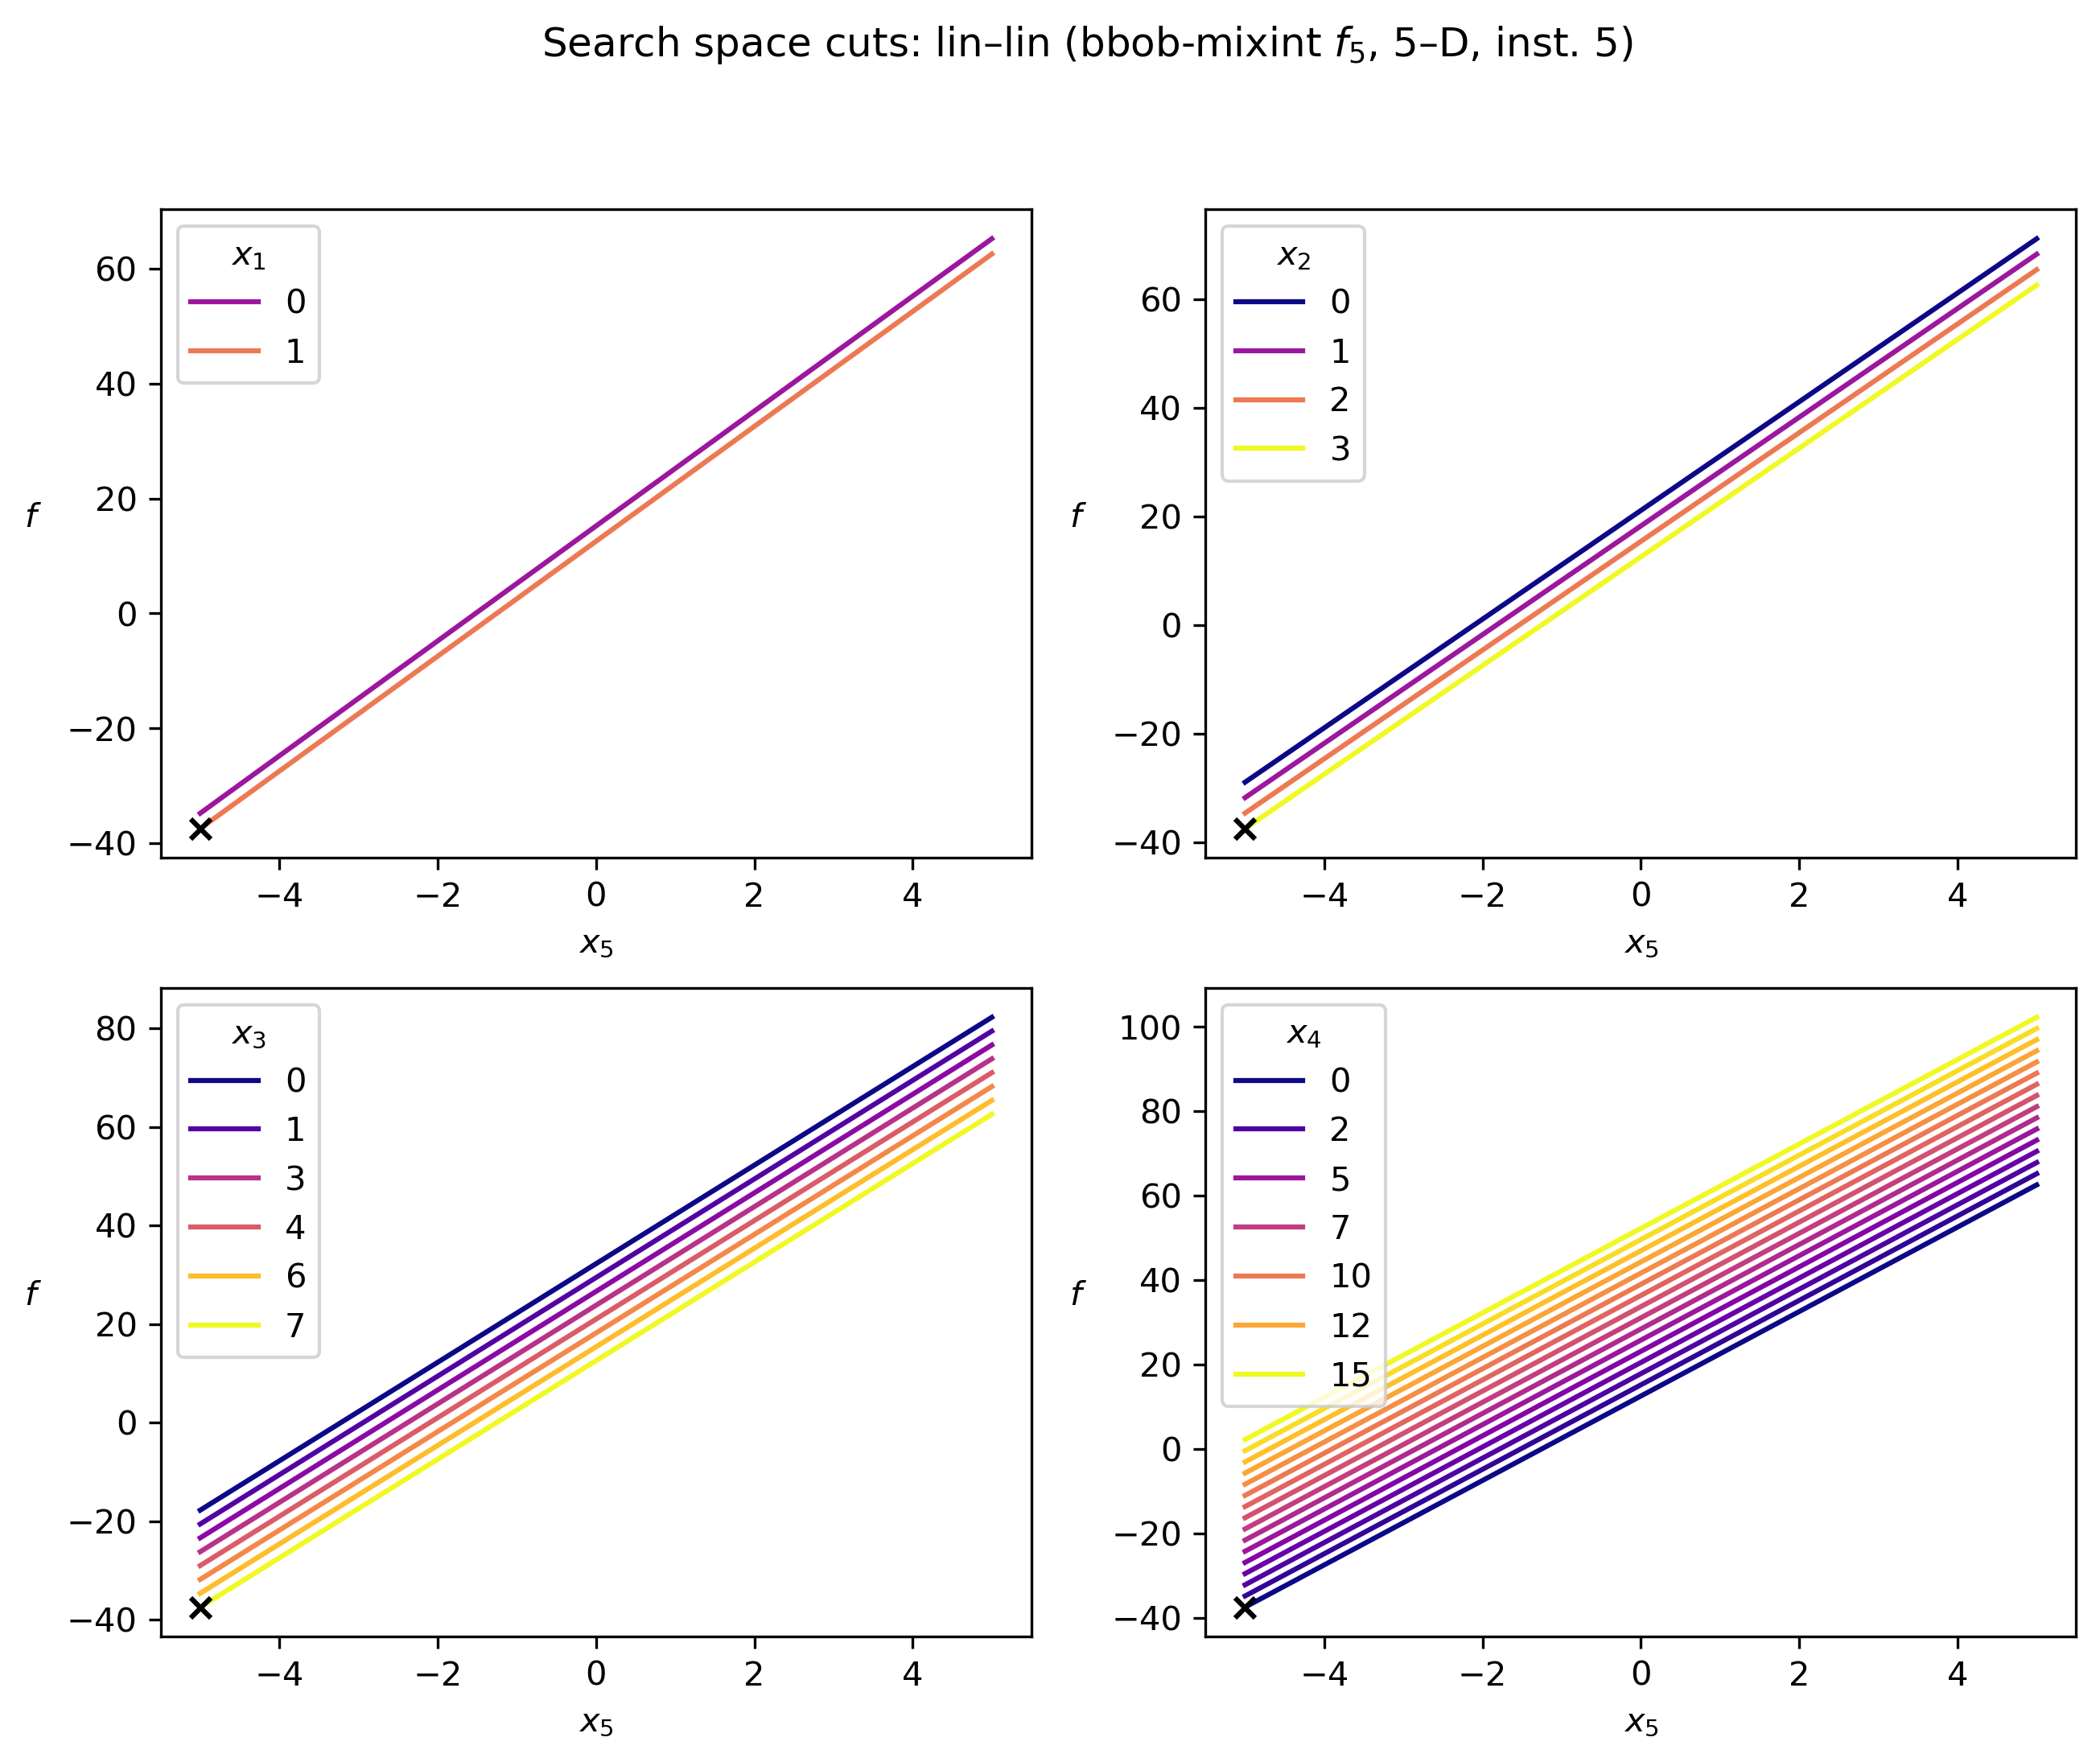 Search space cuts: lin–lin (bbob-mixint f₅, 5–D, inst. 5)
x₁
0
1
60
40
20
0
−20
−40
f
−4 −2 0 2 4
x₅
x₂
0
1
2
3
60
40
20
0
−20
−40
f
−4 −2 0 2 4
x₅
x₃
0
1
3
4
6
7
80
60
40
20
0
−20
−40
f
−4 −2 0 2 4
x₅
x₄
0
2
5
7
10
12
15
100
80
60
40
20
0
−20
−40
f
−4 −2 0 2 4
x₅